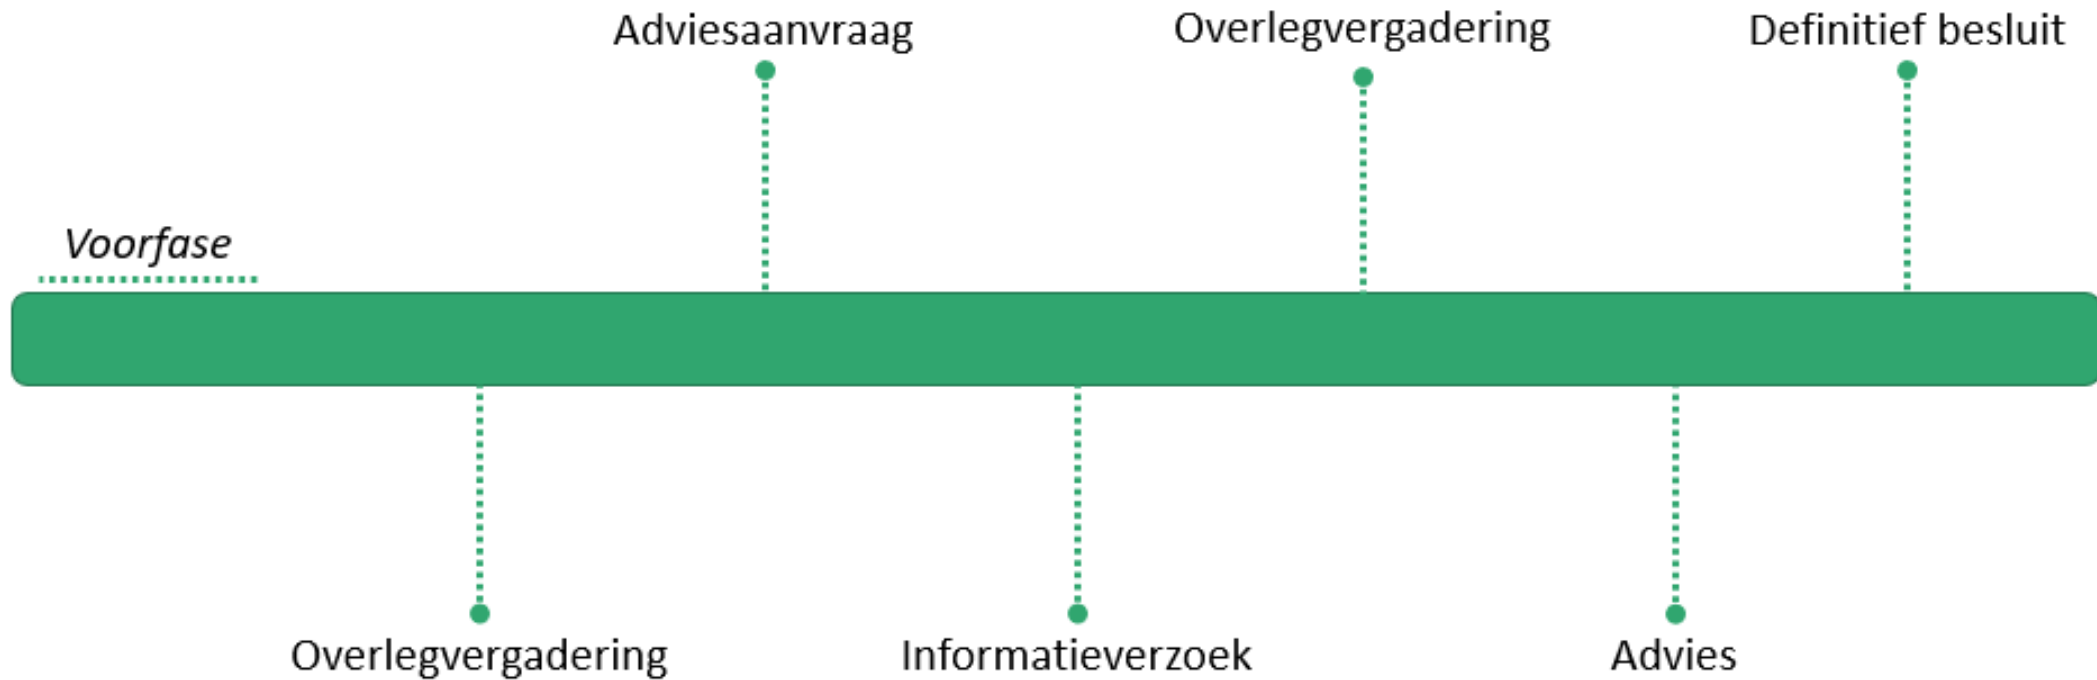 Adviesaanvraag
Overlegvergadering
Definitief besluit
Voorfase
Overlegvergadering
Informatieverzoek
Advies